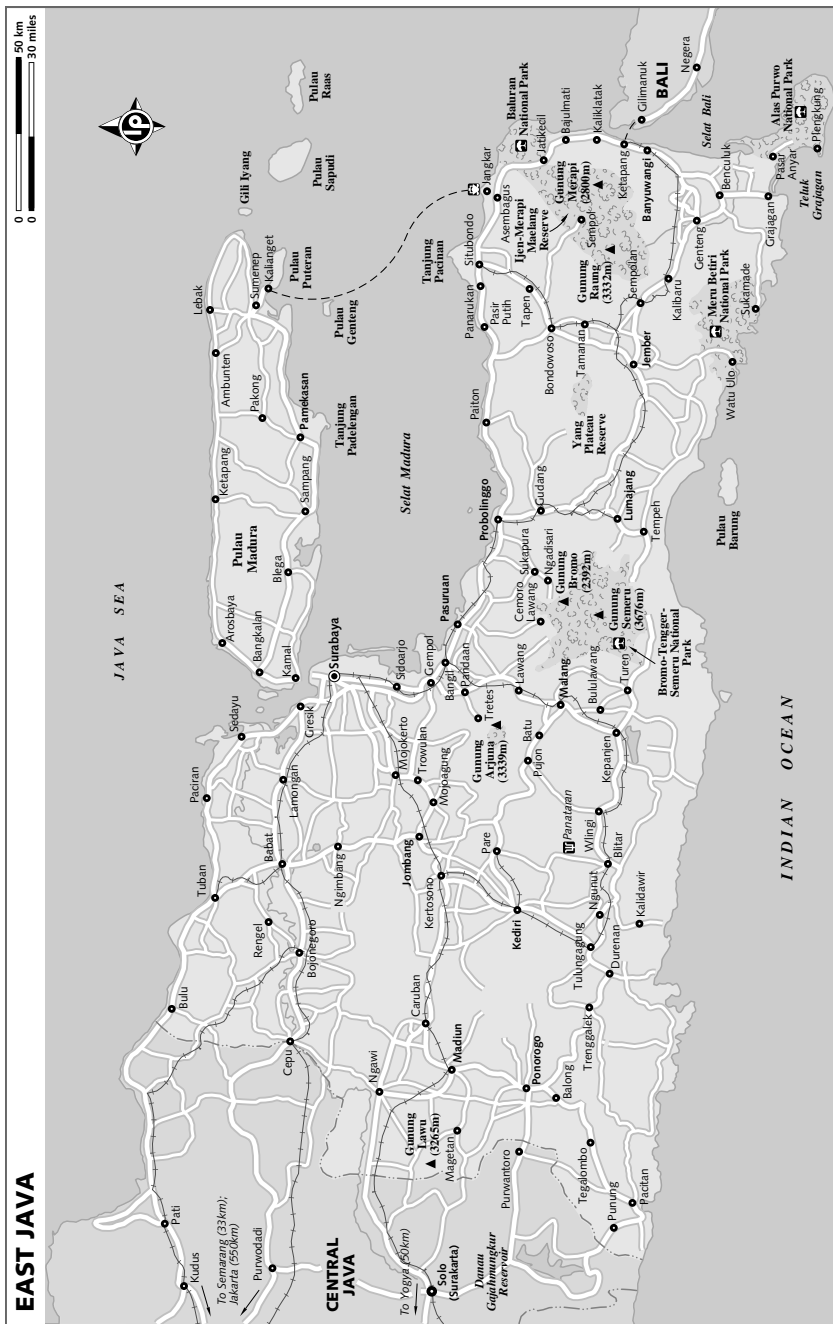 EAST JAVA
0 50 km
0 30 miles
JAVA SEA
Pulau
Raas
Pulau
Sapudi
Gili Iyang
Pulau
Puteran
Pulau
Genteng
Lebak
Sumenep
Kalianget
Ambunten
Pakong
Pamekasan
Tanjung
Padelengan
Ketapang
Sampang
Pulau
Madura
Blega
Arosbaya
Bangkalan
Kamal
Selat Madura
Surabaya
Sidoarjo
Gempol
Bangil
Pandaan
Pasuruan
Tretes
Gunung
Arjuna
(3339m)
Lawang
Malang
Batu
Pujon
Bululawang
Turen
Kepanjen
Bromo-Tengger-
Semeru National
Park
Gunung
Semeru
(3676m)
Gunung
Bromo
(2392m)
Cemoro
Lawang
Ngadisari
Sukapura
Probolinggo
Gudang
Lumajang
Tempeh
Pulau
Barung
Yang
Plateau
Reserve
Paiton
Pasir
Putih
Panarukan
Situbondo
Tanjung
Pacinan
Tapen
Bondowoso
Tamanan
Jember
Watu Ulo
Meru Betiri
National Park
Sukamade
Kalibaru
Sempolan
Gunung
Raung
(3332m)
Sempol
Ijen-Merapi
Maelang
Reserve
Gunung
Merapi
(2800m)
Asembagus
Jangkar
Baluran
National Park
Jatikecil
Bajulmati
Kaliklatak
Ketapang
Banyuwangi
Gilimanuk
BALI
Negera
Selat Bali
Genteng
Benculuk
Grajagan
Pasar
Anyar
Teluk
Grajagan
Plengkung
Alas Purwo
National Park
Sedayu
Gresik
Paciran
Lamongan
Tuban
Babat
Ngimbang
Mojokerto
Trowulan
Mojoagung
Jombang
Kertosono
Pare
Kediri
Panataran
Wlingi
Blitar
Ngunut
Kalidawir
Tulungagung
Durenan
Trenggalek
Rengel
Bojonegoro
Bulu
Cepu
Caruban
Ngawi
Madiun
Ponorogo
Balong
Gunung
Lawu
(3265m)
Magetan
Purwantoro
Tegalombo
Punung
Pacitan
Pati
Kudus
To Semarang (33km);
Jakarta (550km)
Purwodadi
CENTRAL
JAVA
To Yogya (50km)
Solo
(Surakarta)
Danau
Gajahmungkur
Reservoir
INDIAN OCEAN
lp